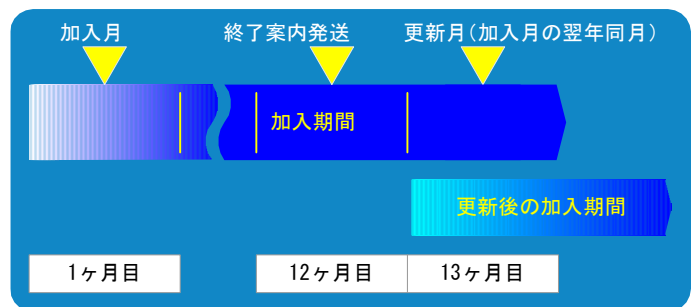 加入月
終了案内発送
更新月(加入月の翌年同月)
加入期間
更新後の加入期間
1ヶ月目
12ヶ月目
13ヶ月目